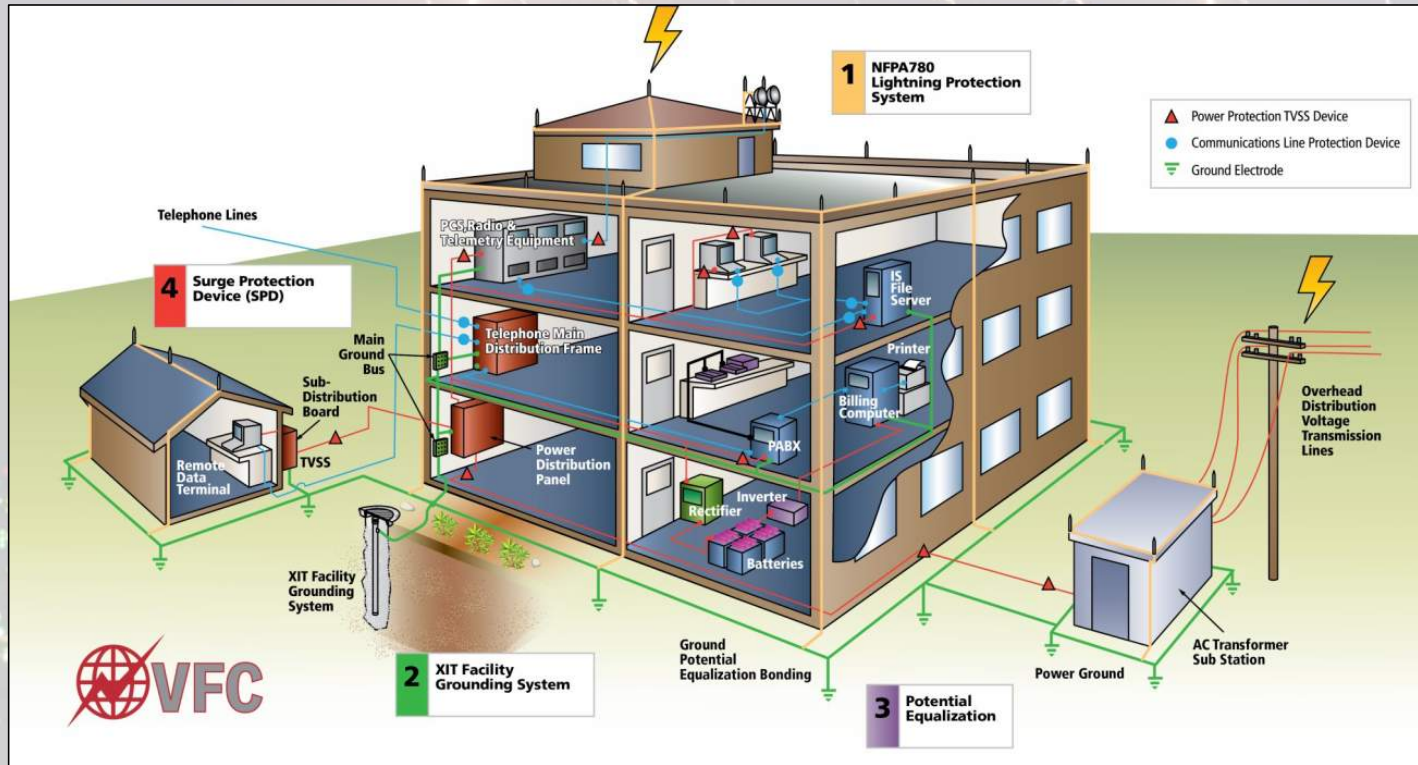 1
NFPA780
Lightning Protection
System
Power Protection TVSS Device
Communications Line Protection Device
Ground Electrode
Telephone Lines
PCS,Radio &
Telemetry Equipment
4
Surge Protection
Device (SPD)
IS
File
Server
Main
Ground
Bus
Telephone Main
Distribution Frame
Printer
Sub-
Distribution
Board
Billing
Computer
Overhead
Distribution
Voltage
Transmission
Lines
TVSS
Remote
Data
Terminal
Power
Distribution
Panel
PABX
Rectifier
Inverter
Batteries
XIT Facility
Grounding
System
Ground
Potential
Equalization Bonding
Power Ground
AC Transformer
Sub Station
VFC
2
XIT Facility
Grounding System
3
Potential
Equalization